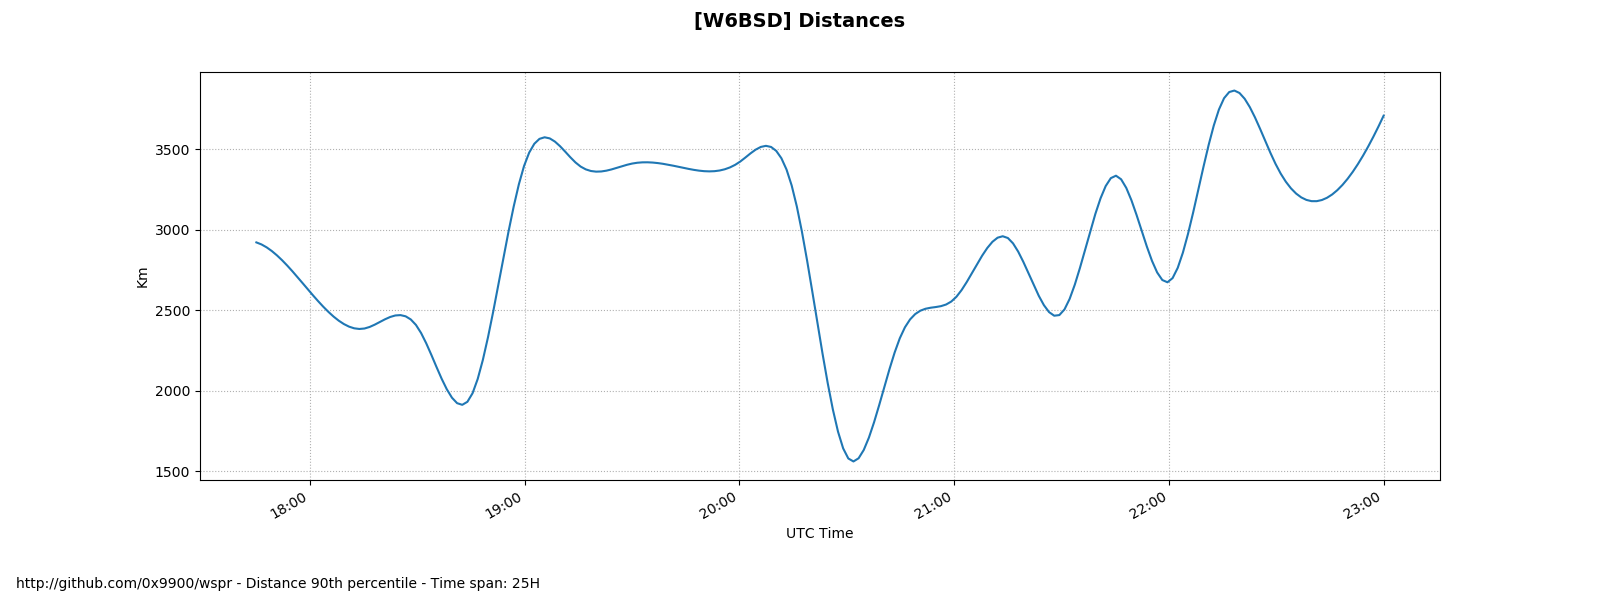 [W6BSD] Distances
3500
3000
2500
2000
1500
Km
18:00 19:00 20:00 21:00 22:00 23:00
UTC Time
http://github.com/0x9900/wspr - Distance 90th percentile - Time span: 25H